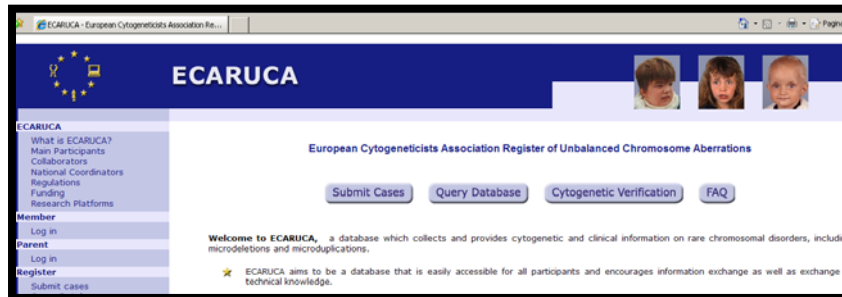 ECARUCA - European Cytogeneticists Association Re...
Pagina
ECARUCA
ECARUCA
What is ECARUCA?
Main Participants
Collaborators
National Coordinators
Regulations
Funding
Research Platforms
Member
Log in
Parent
Log in
Register
Submit cases
European Cytogeneticists Association Register of Unbalanced Chromosome Aberrations
Submit Cases Query Database Cytogenetic Verification FAQ
Welcome to ECARUCA, a database which collects and provides cytogenetic and clinical information on rare chromosomal disorders, includi
microdeletions and microduplications.
ECARUCA aims to be a database that is easily accessible for all participants and encourages information exchange as well as exchange
technical knowledge.